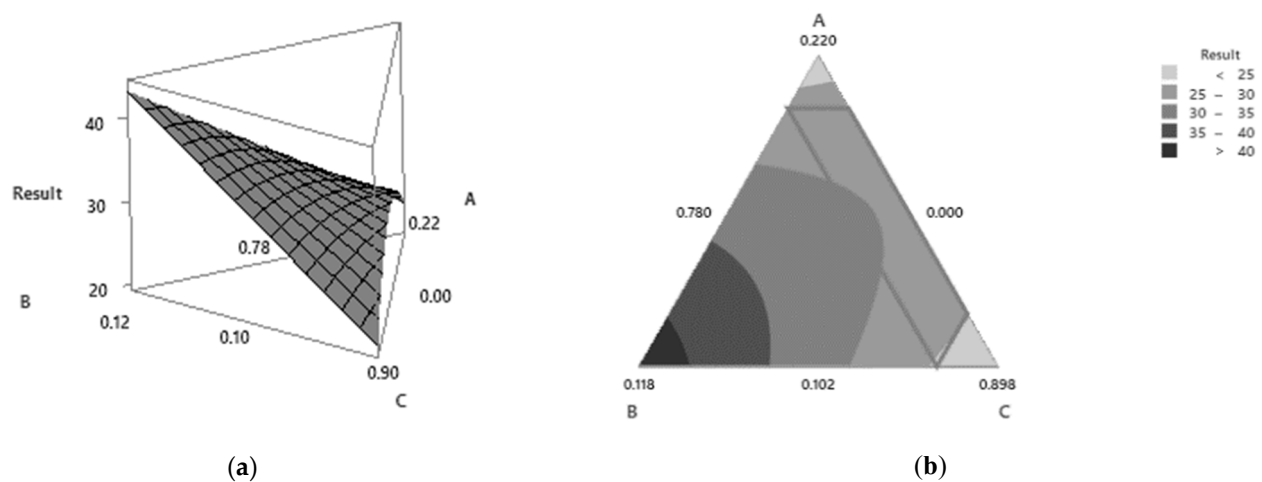 40
Result
30
20
B
0.12
0.10
0.78
A
0.22
0.00
0.90
C
(a)
A
0.220
0.780
0.000
0.118
0.102
0.898
B
C
(b)
Result
< 25
25 – 30
30 – 35
35 – 40
> 40